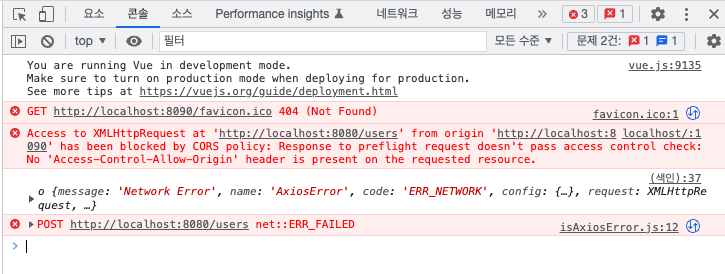 요소 콘솔 소스 Performance insights 네트워크 성능 메모리 » 3 1
top 필터 모든 수준 문제 2건: 1 1
You are running Vue in development mode. vue.js:9135
Make sure to turn on production mode when deploying for production.
See more tips at https://vuejs.org/guide/deployment.html
GET http://localhost:8090/favicon.ico 404 (Not Found) favicon.ico:1
Access to XMLHttpRequest at 'http://localhost:8080/users' from origin 'http://localhost:8 localhost/:1
090' has been blocked by CORS policy: Response to preflight request doesn't pass access control check:
No 'Access-Control-Allow-Origin' header is present on the requested resource.
(색인):37
o {message: 'Network Error', name: 'AxiosError', code: 'ERR_NETWORK', config: {…}, request: XMLHttpRe
quest, …}
POST http://localhost:8080/users net::ERR_FAILED isAxiosError.js:12
>